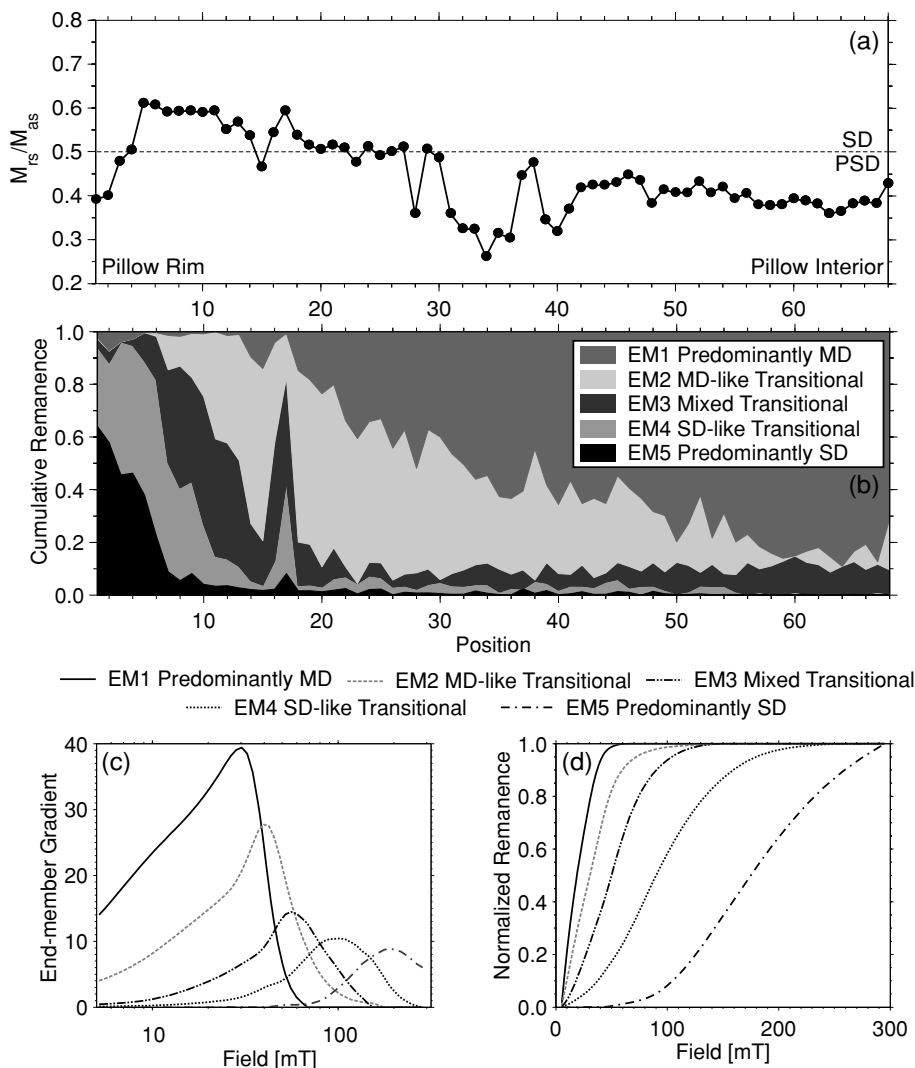 0.8
(a)
0.7
0.6
0.5
SD
PSD
0.4
0.3
0.2
Mrs/Mas
Pillow Rim
Pillow Interior
10 20 30 40 50 60
1.0
0.8
0.6
0.4
0.2
0.0
Cumulative Remanence
EM1 Predominantly MD
EM2 MD-like Transitional
EM3 Mixed Transitional
EM4 SD-like Transitional
EM5 Predominantly SD
(b)
10 20 30 40 50 60
Position
EM1 Predominantly MD EM2 MD-like Transitional EM3 Mixed Transitional
EM4 SD-like Transitional EM5 Predominantly SD
40
(c)
30
20
10
0
End-member Gradient
10 100
Field [mT]
1.0
(d)
0.8
0.6
0.4
0.2
0.0
Normalized Remanence
0 100 200 300
Field [mT]